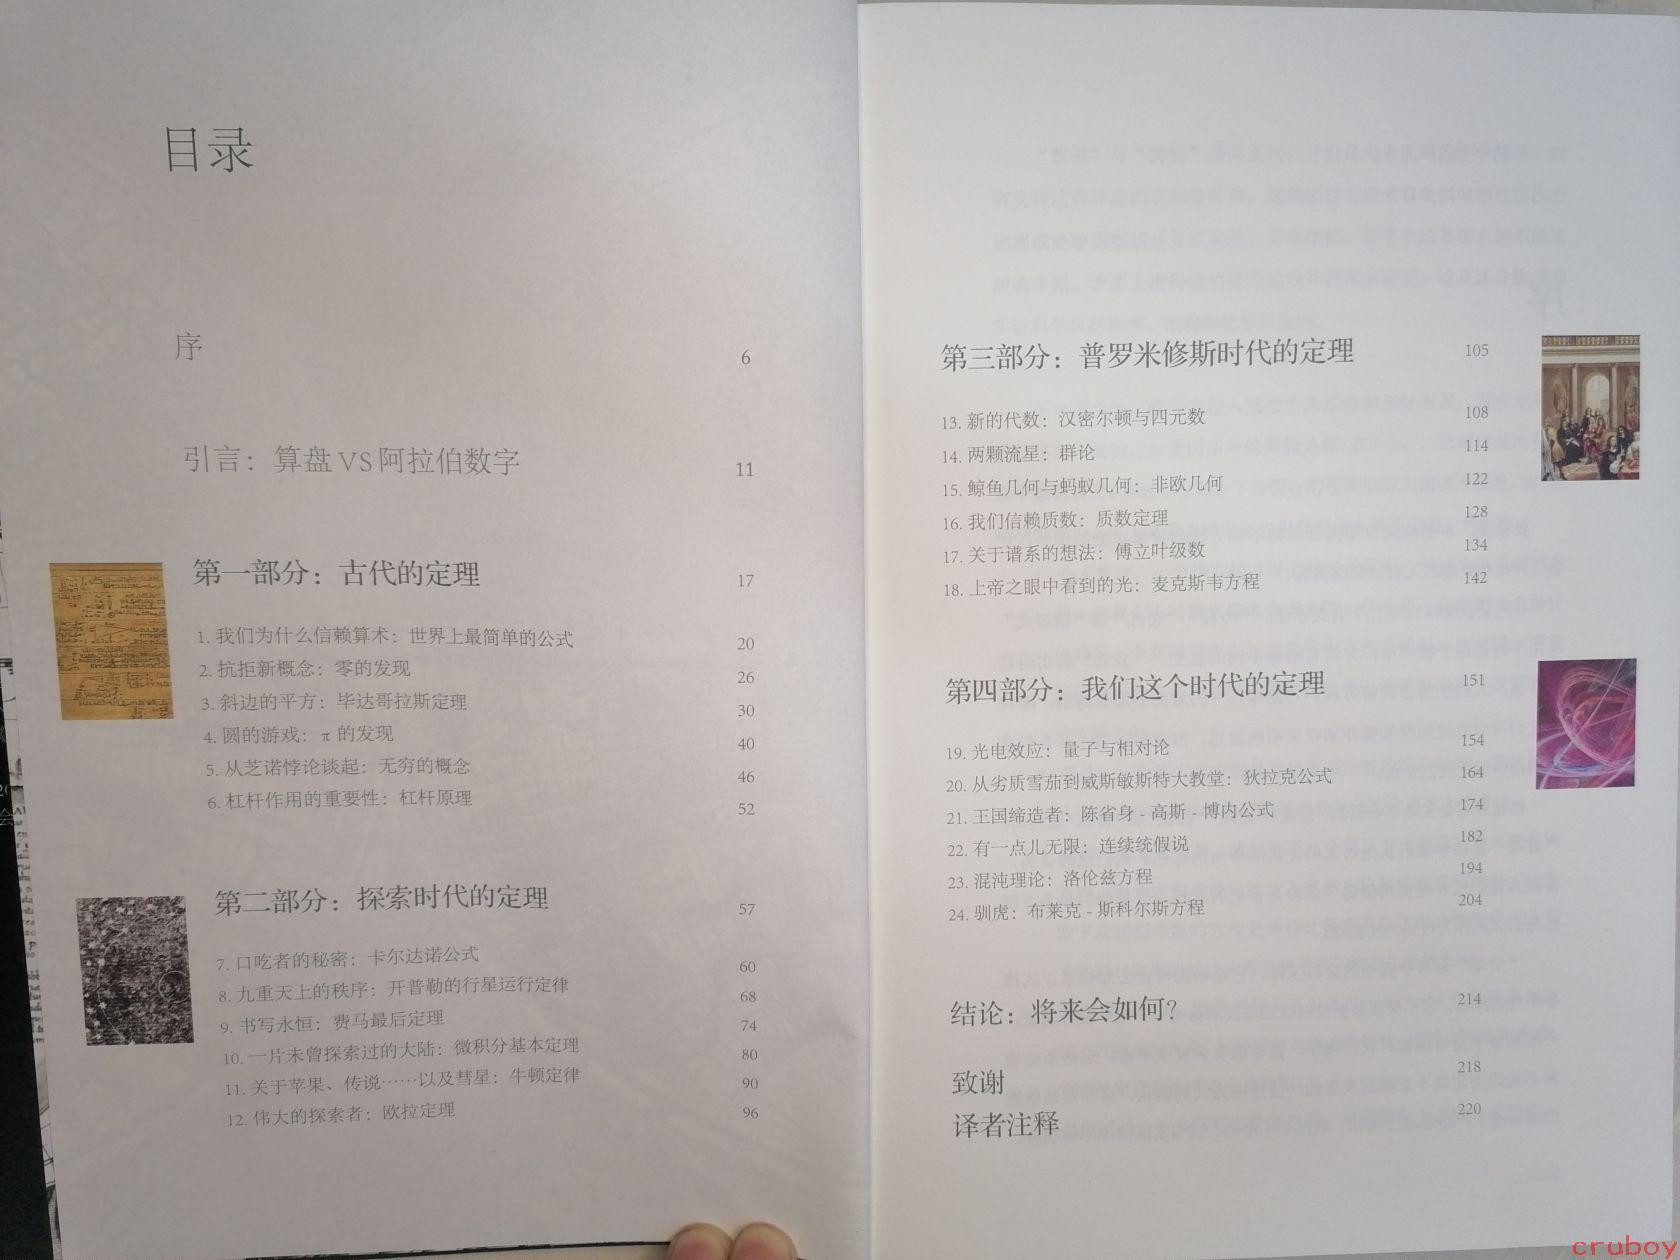 目录
序 6
引言：算盘 VS 阿拉伯数字 11
第一部分：古代的定理 17
1. 我们为什么信赖算术：世界上最简单的公式 20
2. 抗拒新概念：零的发现 26
3. 斜边的平方：毕达哥拉斯定理 30
4. 圆的游戏：π 的发现 40
5. 从芝诺悖论谈起：无穷的概念 46
6. 杠杆作用的重要性：杠杆原理 52
第二部分：探索时代的定理 57
7. 口吃者的秘密：卡尔达诺公式 60
8. 九重天上的秩序：开普勒的行星运行定律 68
9. 书写永恒：费马最后定理 74
10. 一片未曾探索过的大陆：微积分基本定理 80
11. 关于苹果、传说……以及彗星：牛顿定律 90
12. 伟大的探索者：欧拉定理 96
第三部分：普罗米修斯时代的定理 105
13. 新的代数：汉密尔顿与四元数 108
14. 两颗流星：群论 114
15. 鲸鱼几何与蚂蚁几何：非欧几何 122
16. 我们信赖质数：质数定理 128
17. 关于谱系的想法：傅立叶级数 134
18. 上帝之眼中看到的光：麦克斯韦方程 142
第四部分：我们这个时代的定理 151
19. 光电效应：量子与相对论 154
20. 从劣质雪茄到威斯敏斯特大教堂：狄拉克公式 164
21. 王国缔造者：陈省身 - 高斯 - 博内公式 174
22. 有一点儿无限：连续统假说 182
23. 混沌理论：洛伦兹方程 194
24. 驯虎：布莱克 - 斯科尔斯方程 204
结论：将来会如何？ 214
致谢 218
译者注释 220
cruboy